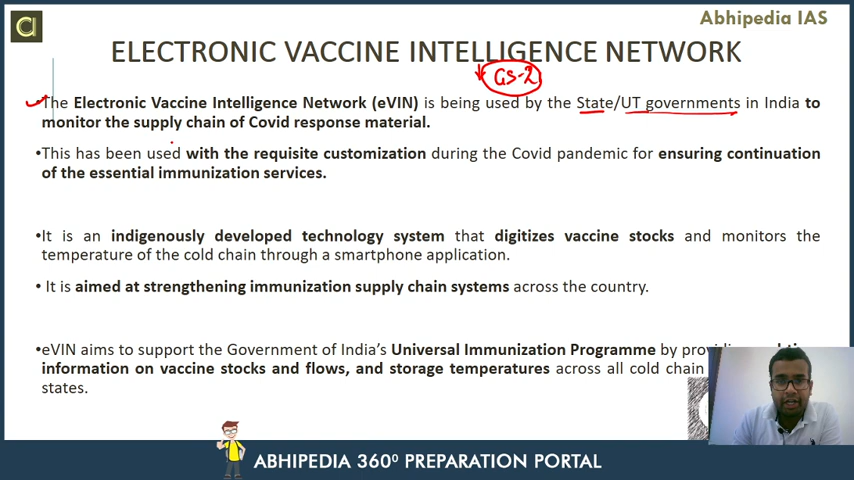 Abhipedia IAS
ELECTRONIC VACCINE INTELLIGENCE NETWORK
GS-2
The Electronic Vaccine Intelligence Network (eVIN) is being used by the State/UT governments in India to
monitor the supply chain of Covid response material.
•This has been used with the requisite customization during the Covid pandemic for ensuring continuation
of the essential immunization services.
•It is an indigenously developed technology system that digitizes vaccine stocks and monitors the
temperature of the cold chain through a smartphone application.
• It is aimed at strengthening immunization supply chain systems across the country.
•eVIN aims to support the Government of India's Universal Immunization Programme by
information on vaccine stocks and flows, and storage temperatures across all cold chain
states.
ABHIPEDIA 360⁰ PREPARATION PORTAL